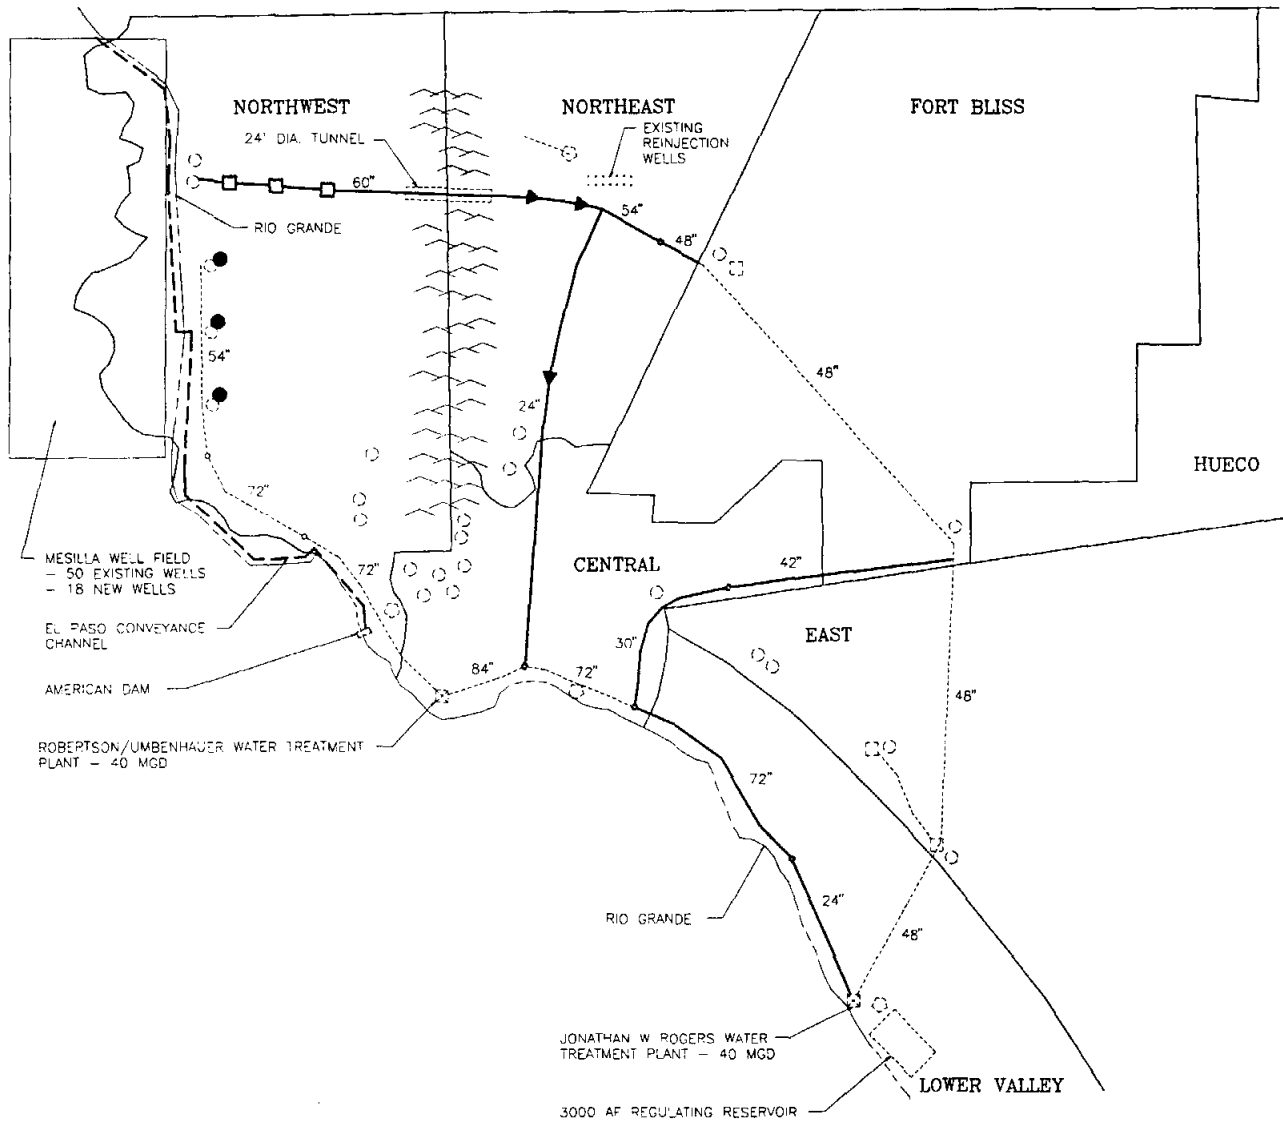 NORTHWEST
NORTHEAST
FORT BLISS
24' DIA. TUNNEL
EXISTING
REINJECTION
WELLS
60"
54"
RIO GRANDE
48"
54"
48"
24"
HUECO
72"
MESILLA WELL FIELD
- 50 EXISTING WELLS
- 18 NEW WELLS
72"
CENTRAL
42"
EL PASO CONVEYANCE
CHANNEL
30"
EAST
84"
72"
AMERICAN DAM
48"
ROBERTSON/UMBENHAUER WATER TREATMENT
PLANT - 40 MGD
72"
24"
RIO GRANDE
48"
JONATHAN W ROGERS WATER
TREATMENT PLANT - 40 MGD
LOWER VALLEY
3000 AF REGULATING RESERVOIR